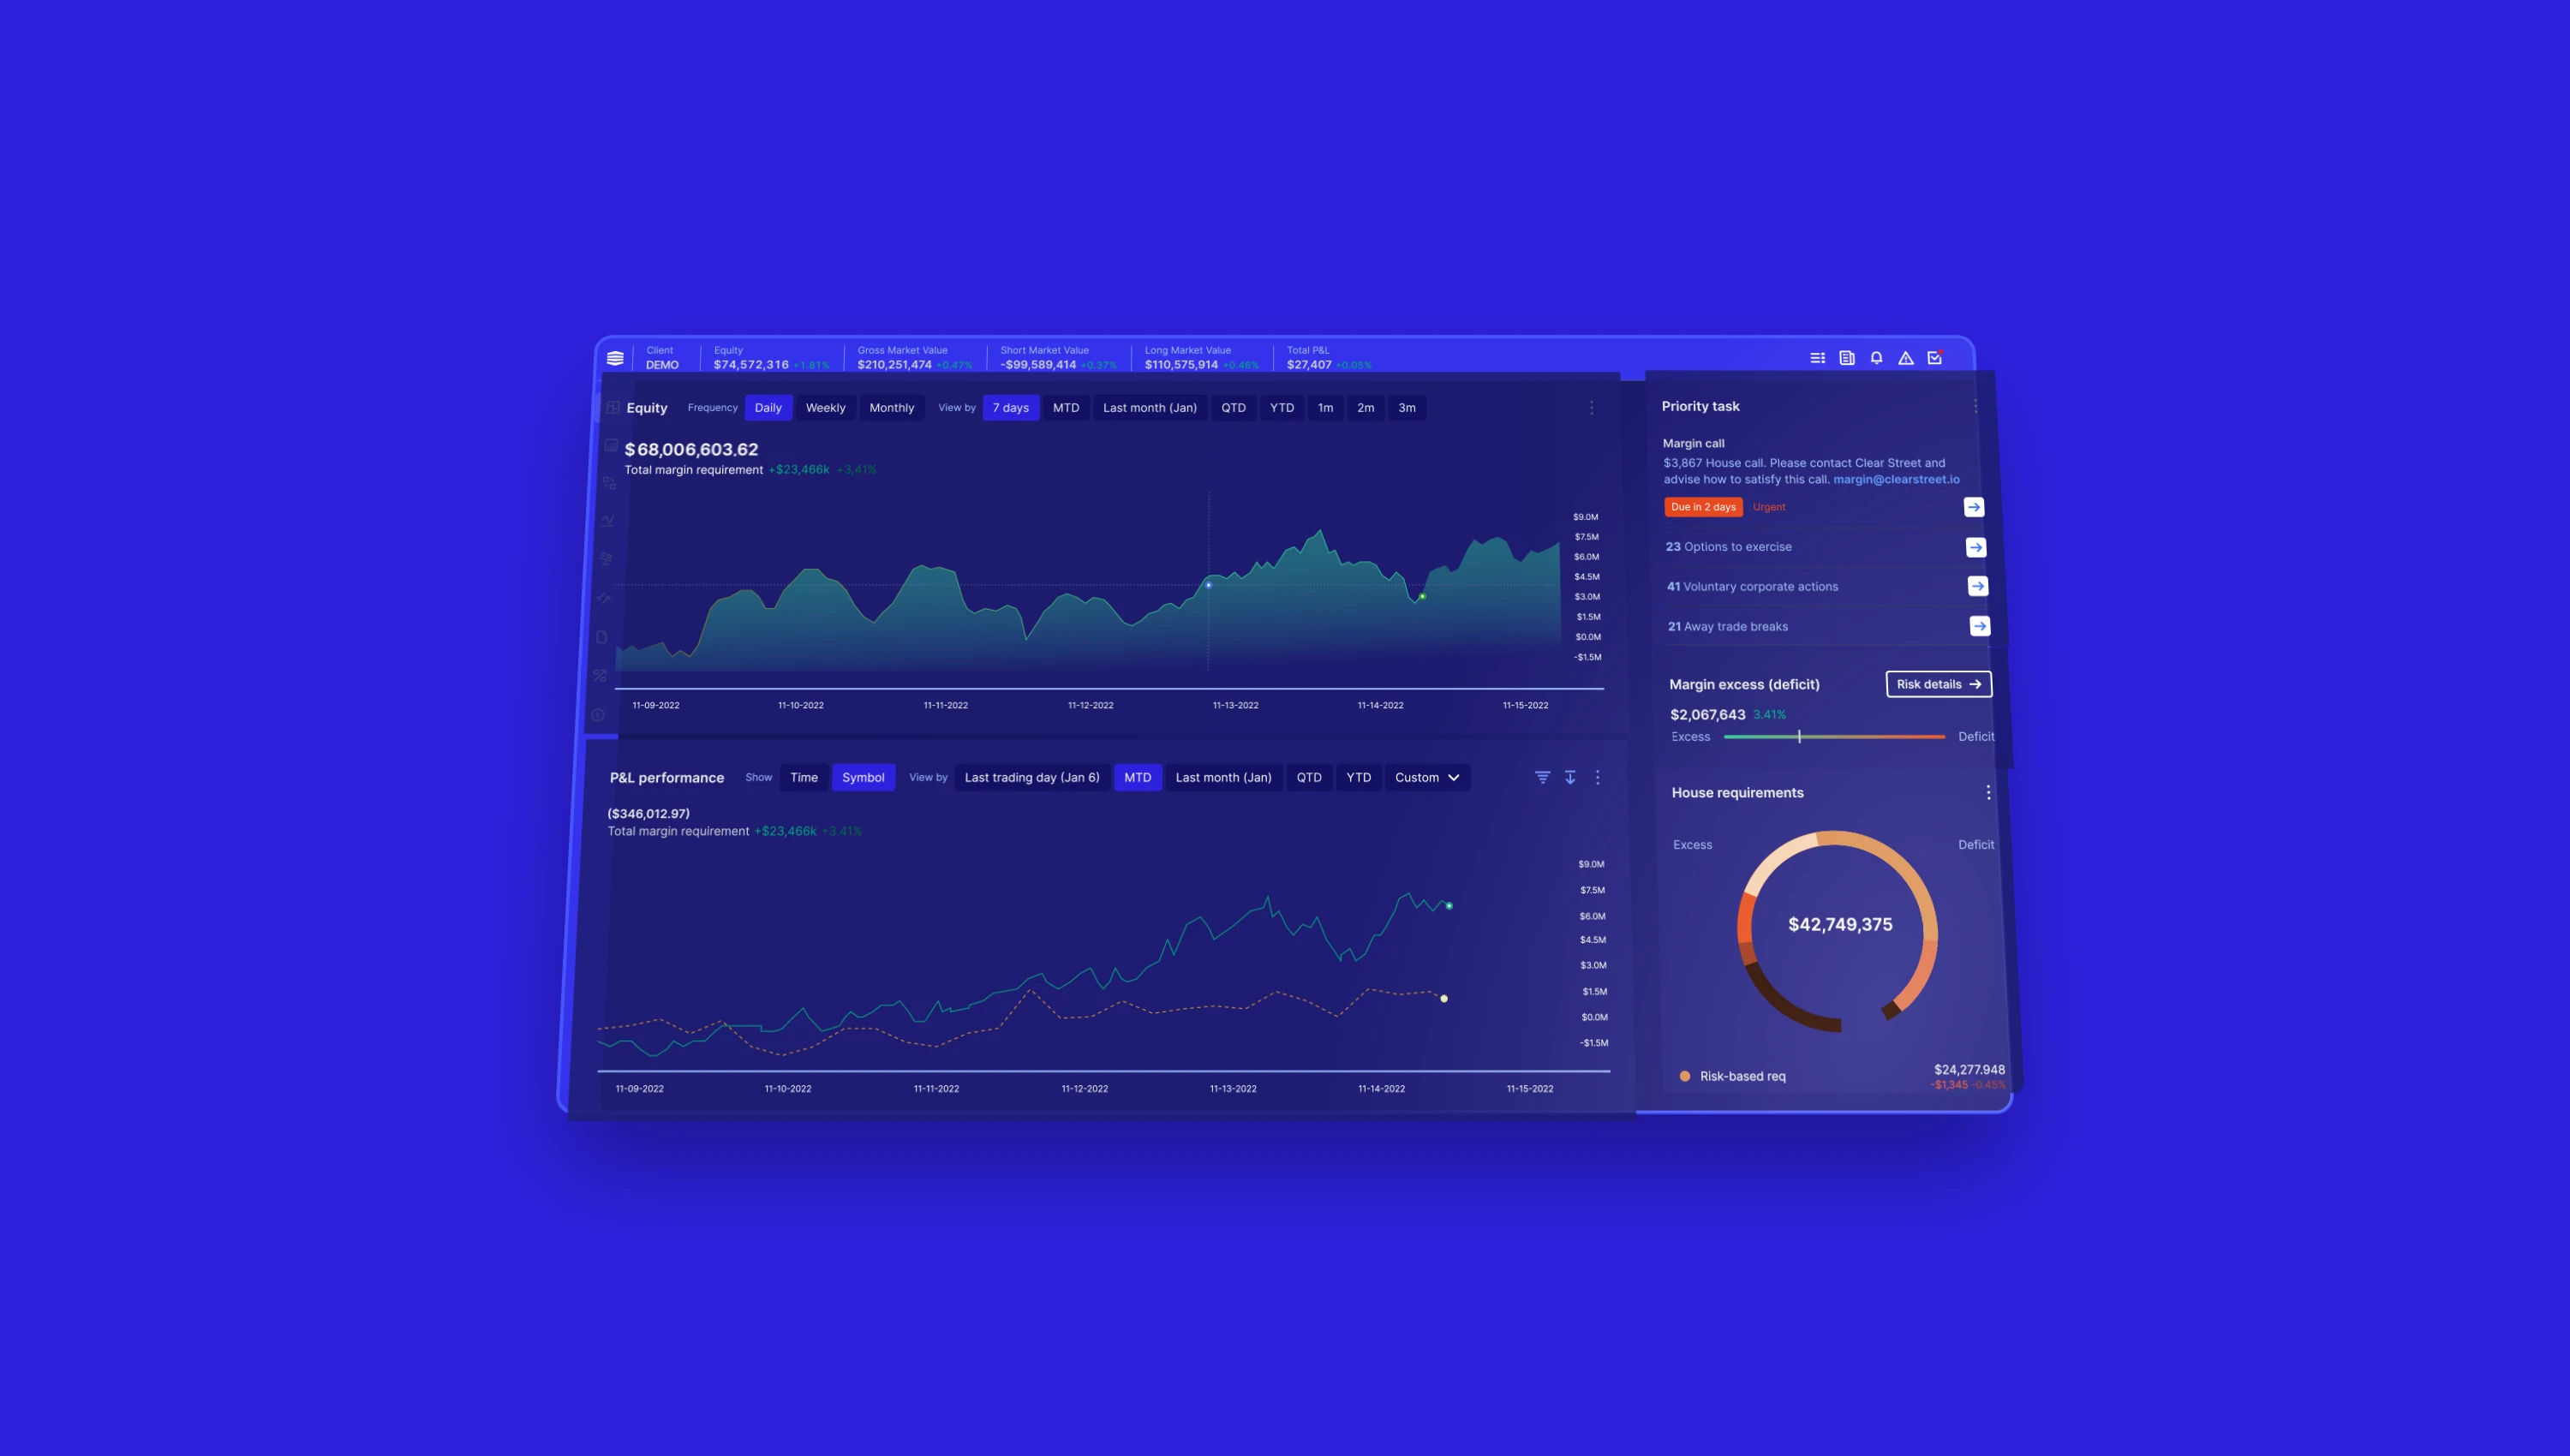 Client
DEMO
Equity
$74,572,316 +1.81%
Gross Market Value
$210,251,474 +0.47%
Short Market Value
-$99,589,414 +0.37%
Long Market Value
$110,575,914 +0.46%
Total P&L
$27,407 +0.05%
Equity Frequency Daily Weekly Monthly View by 7 days MTD Last month (Jan) QTD YTD 1m 2m 3m
$68,006,603.62
Total margin requirement +$23,466k +3,41%
$9.0M
$7.5M
$6.0M
$4.5M
$3.0M
$1.5M
$0.0M
-$1.5M
11-09-2022 11-10-2022 11-11-2022 11-12-2022 11-13-2022 11-14-2022 11-15-2022
P&L performance Show Time Symbol View by Last trading day (Jan 6) MTD Last month (Jan) QTD YTD Custom
($346,012.97)
Total margin requirement +$23,466k +3.41%
$9.0M
$7.5M
$6.0M
$4.5M
$3.0M
$1.5M
$0.0M
-$1.5M
11-09-2022 11-10-2022 11-11-2022 11-12-2022 11-13-2022 11-14-2022 11-15-2022
Priority task
Margin call
$3,867 House call. Please contact Clear Street and
advise how to satisfy this call. margin@clearstreet.io
Due in 2 days Urgent
23 Options to exercise
41 Voluntary corporate actions
21 Away trade breaks
Margin excess (deficit) Risk details
$2,067,643 3.41%
Excess Deficit
House requirements
Excess Deficit
$42,749,375
Risk-based req $24,277.948
-$1,345 -0.45%